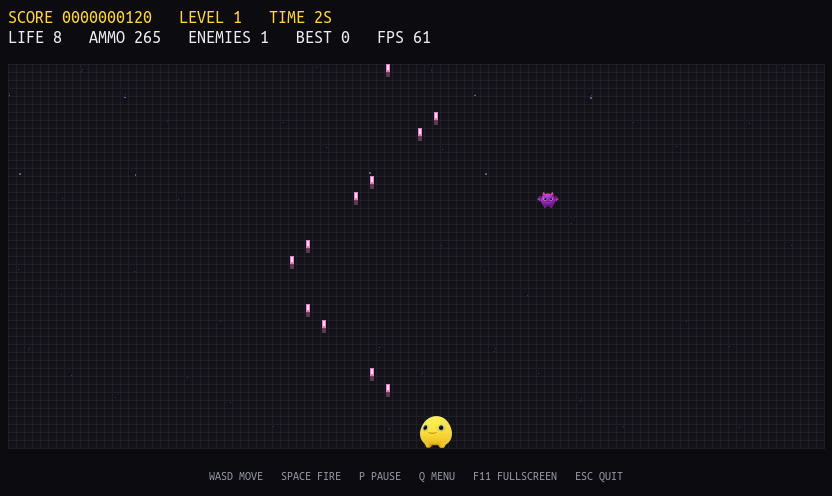 SCORE 0000000120 LEVEL 1 TIME 2S
LIFE 8 AMMO 265 ENEMIES 1 BEST 0 FPS 61
WASD MOVE SPACE FIRE P PAUSE Q MENU F11 FULLSCREEN ESC QUIT